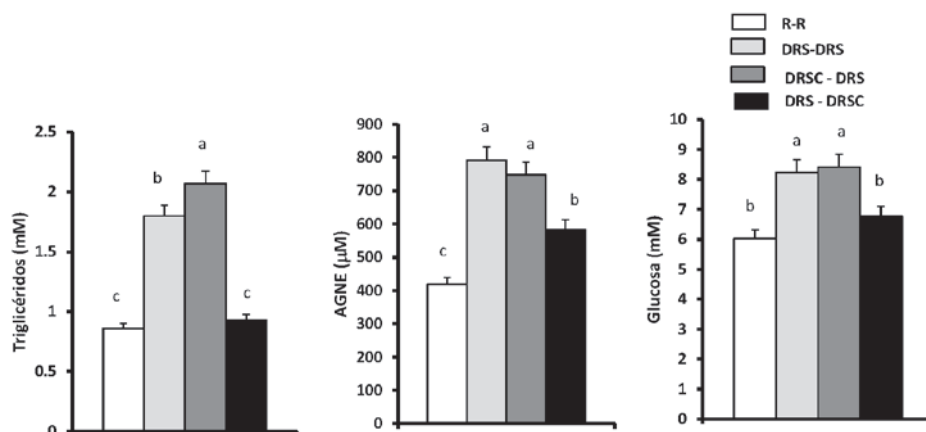 R-R
DRS-DRS
DRSC - DRS
DRS - DRSC
Triglicéridos (mM)
2.5
2
1.5
1
0.5
0
c
b
a
c
AGNE (µM)
900
800
700
600
500
400
300
200
100
0
c
a
a
b
Glucosa (mM)
10
9
8
7
6
5
4
3
2
1
0
b
a
a
b